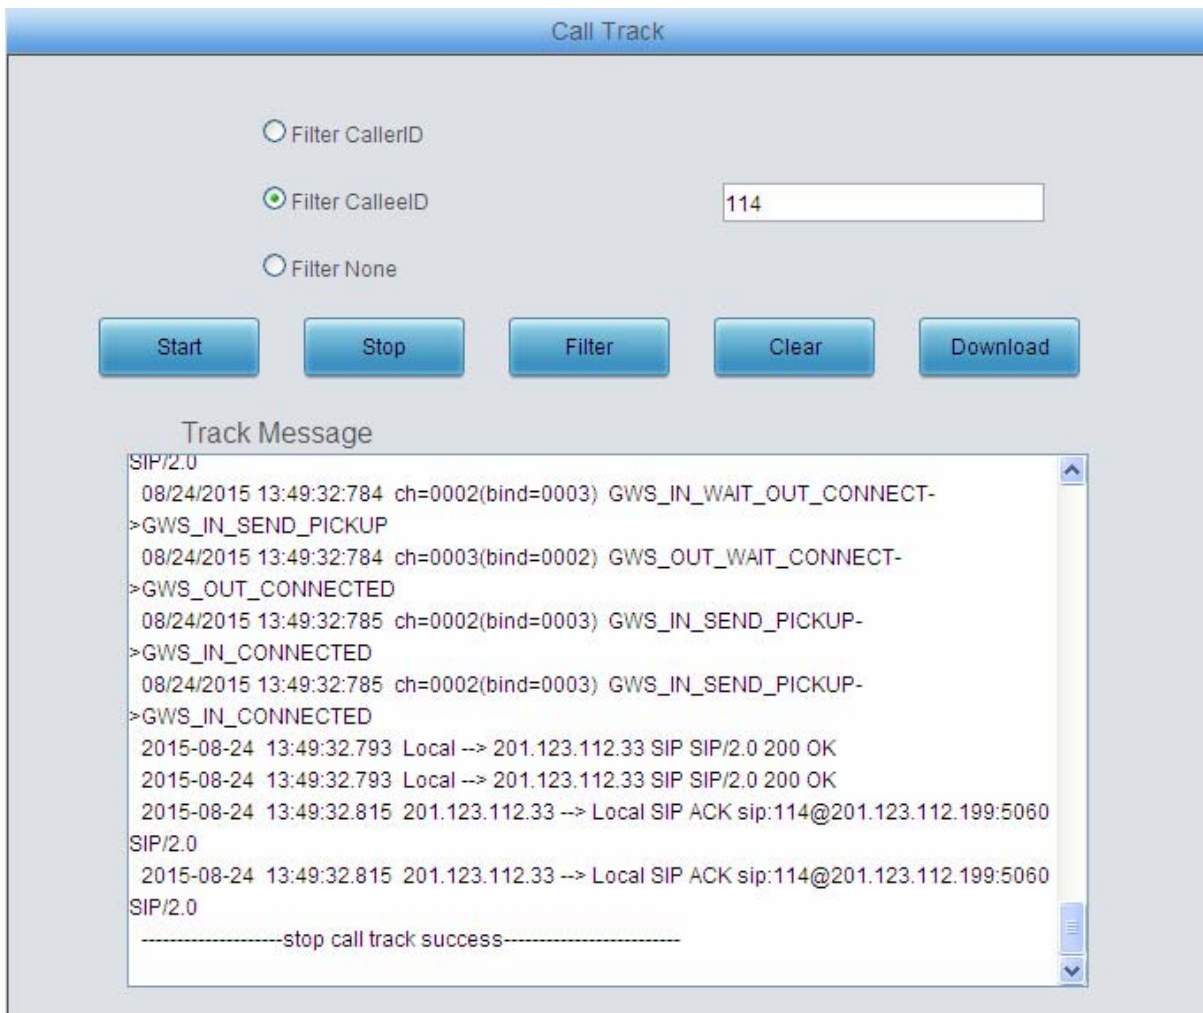 Call Track
Filter CallerID
Filter CalleeID
114
Filter None
Start Stop Filter Clear Download
Track Message
SIP/2.0
08/24/2015 13:49:32:784 ch=0002(bind=0003) GWS_IN_WAIT_OUT_CONNECT-
>GWS_IN_SEND_PICKUP
08/24/2015 13:49:32:784 ch=0003(bind=0002) GWS_OUT_WAIT_CONNECT-
>GWS_OUT_CONNECTED
08/24/2015 13:49:32:785 ch=0002(bind=0003) GWS_IN_SEND_PICKUP-
>GWS_IN_CONNECTED
08/24/2015 13:49:32:785 ch=0002(bind=0003) GWS_IN_SEND_PICKUP-
>GWS_IN_CONNECTED
2015-08-24 13:49:32.793 Local --> 201.123.112.33 SIP SIP/2.0 200 OK
2015-08-24 13:49:32.793 Local --> 201.123.112.33 SIP SIP/2.0 200 OK
2015-08-24 13:49:32.815 201.123.112.33 --> Local SIP ACK sip:114@201.123.112.199:5060
SIP/2.0
2015-08-24 13:49:32.815 201.123.112.33 --> Local SIP ACK sip:114@201.123.112.199:5060
SIP/2.0
--------------------stop call track success-------------------------